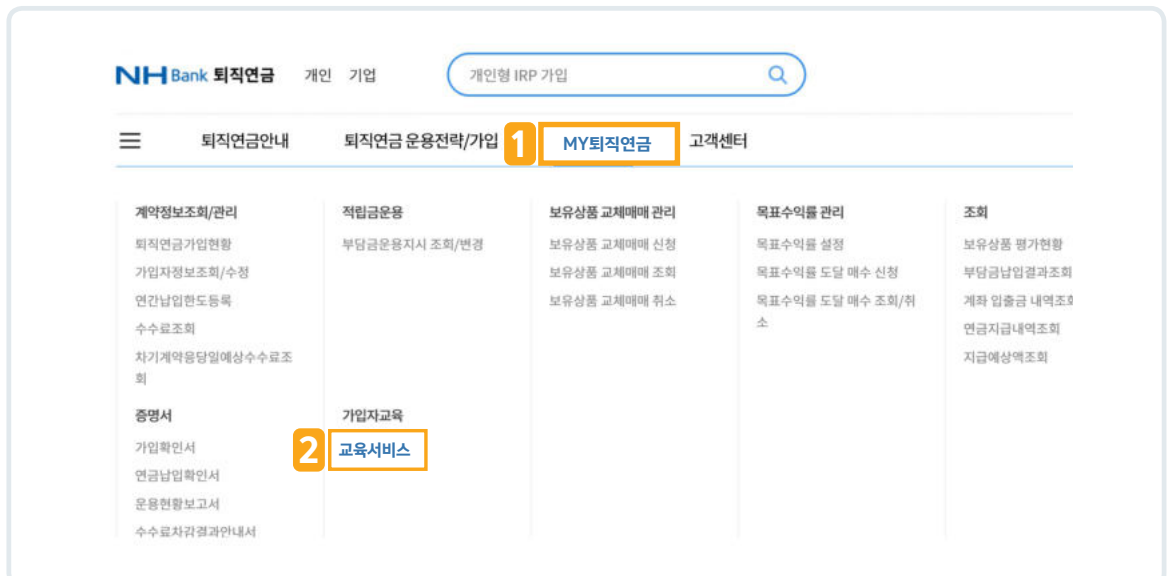 NH Bank 퇴직연금 개인 기업 개인형 IRP 가입
퇴직연금안내 퇴직연금 운용전략/가입 1 MY퇴직연금 고객센터
계약정보조회/관리
퇴직연금가입현황
가입자정보조회/수정
연간납입한도등록
수수료조회
차기계약응당일예상수수료조
회
적립금운용
부담금운용지시 조회/변경
보유상품 교체매매 관리
보유상품 교체매매 신청
보유상품 교체매매 조회
보유상품 교체매매 취소
목표수익률 관리
목표수익률 설정
목표수익률 도달 매수 신청
목표수익률 도달 매수 조회/취
소
조회
보유상품 평가현황
부담금납입결과조회
계좌 입출금 내역조회
연금지급내역조회
지급예상액조회
증명서
가입확인서
연금납입확인서
운용현황보고서
수수료차감결과안내서
가입자교육
2 교육서비스